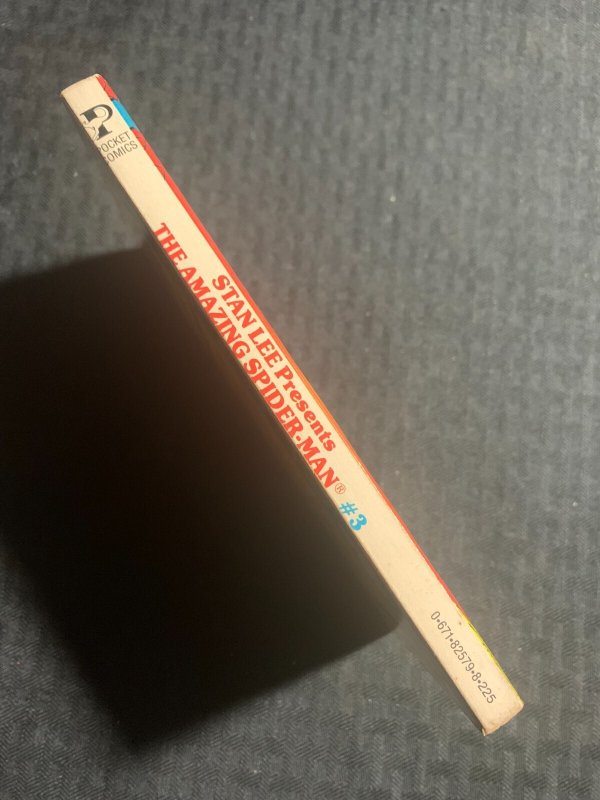 POCKET
COMICS
STAN LEE Presents
THE AMAZING SPIDER-MAN® #3
0-671-82579-8-225